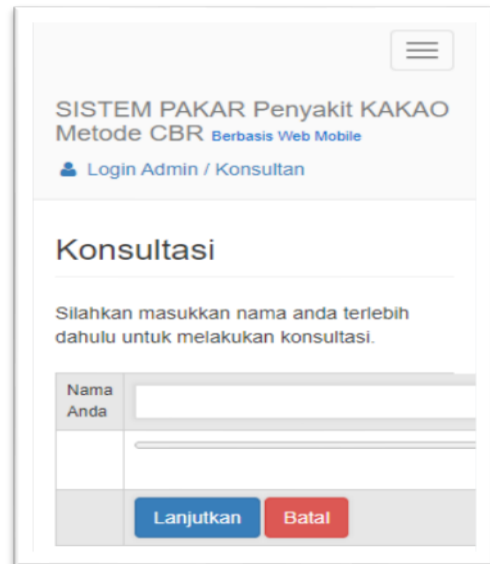 SISTEM PAKAR Penyakit KAKAO
Metode CBR Berbasis Web Mobile
Login Admin / Konsultan
Konsultasi
Silahkan masukkan nama anda terlebih
dahulu untuk melakukan konsultasi.
Nama
Anda
Lanjutkan Batal